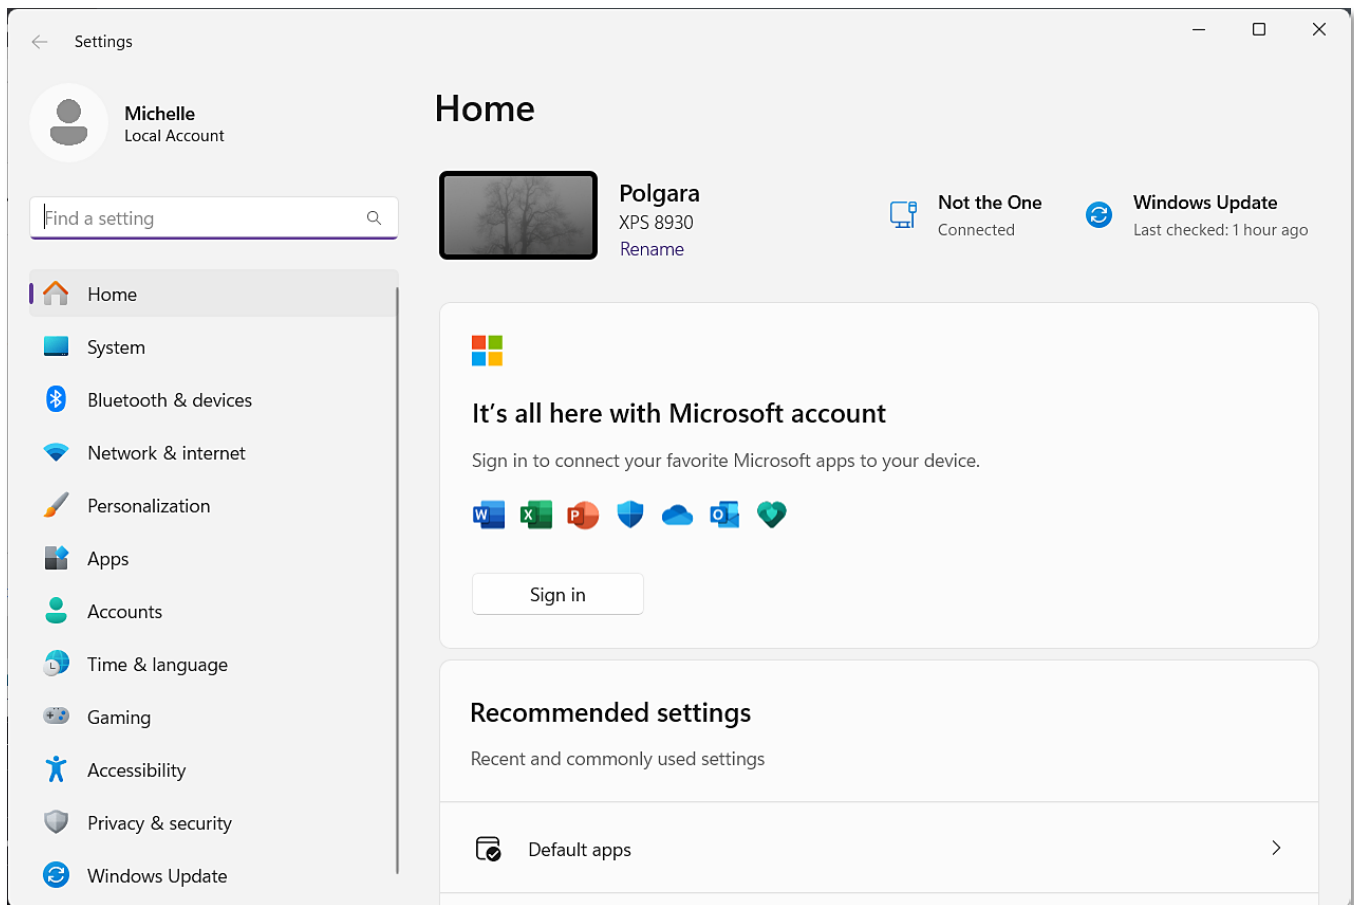 Settings
Michelle
Local Account
Find a setting
Home
System
Bluetooth & devices
Network & internet
Personalization
Apps
Accounts
Time & language
Gaming
Accessibility
Privacy & security
Windows Update
Home
Polgara
XPS 8930
Rename
Not the One
Connected
Windows Update
Last checked: 1 hour ago
It's all here with Microsoft account
Sign in to connect your favorite Microsoft apps to your device.
W X P O
Sign in
Recommended settings
Recent and commonly used settings
Default apps